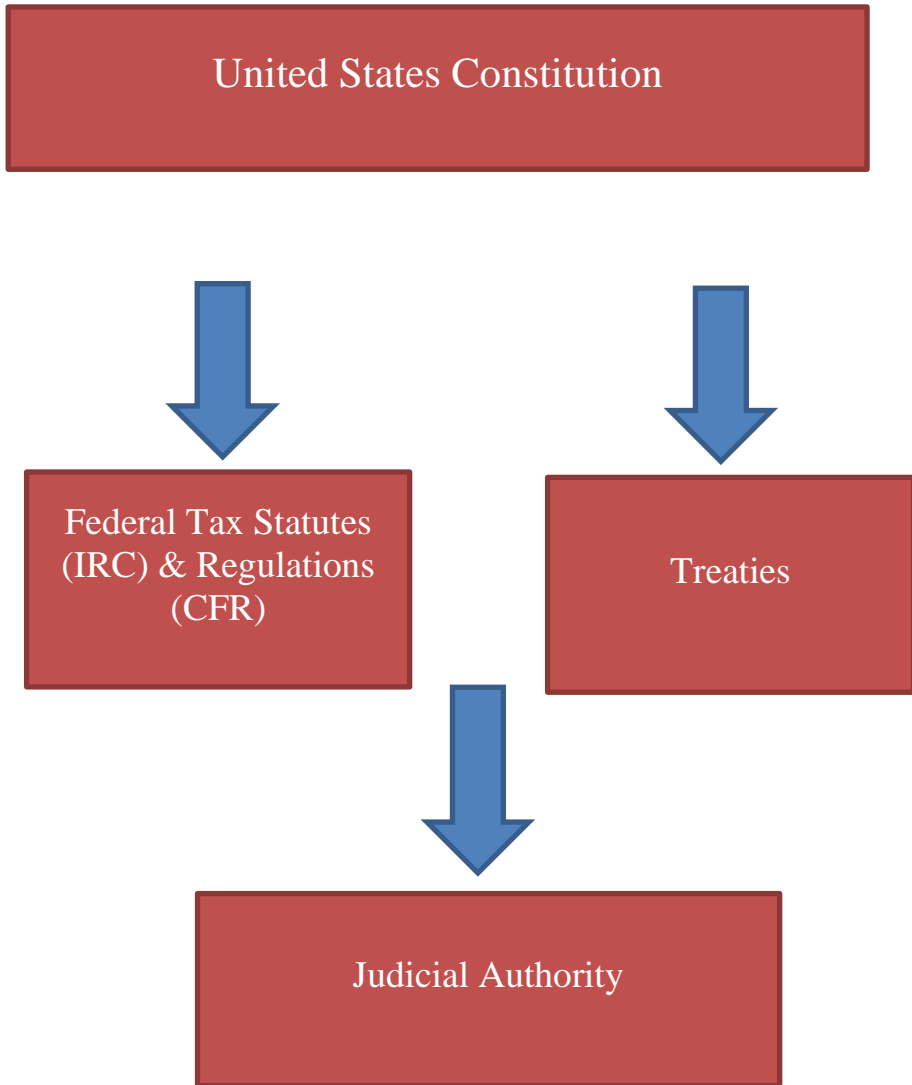 United States Constitution
Federal Tax Statutes
(IRC) & Regulations
(CFR)
Treaties
Judicial Authority